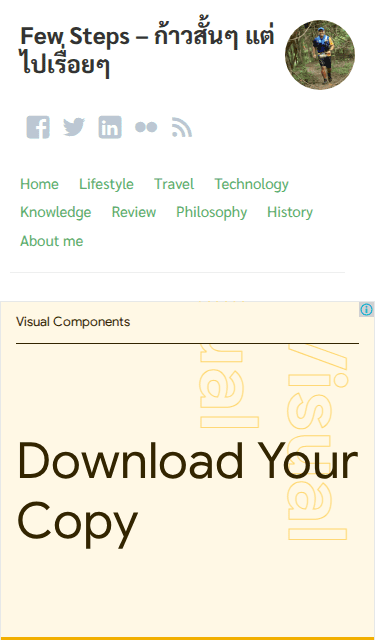 Few Steps – ก้าวสั้นๆ แต่
ไปเรื่อยๆ
Home Lifestyle Travel Technology
Knowledge Review Philosophy History
About me
Visual Components
Visual
ual
Download Your
Copy